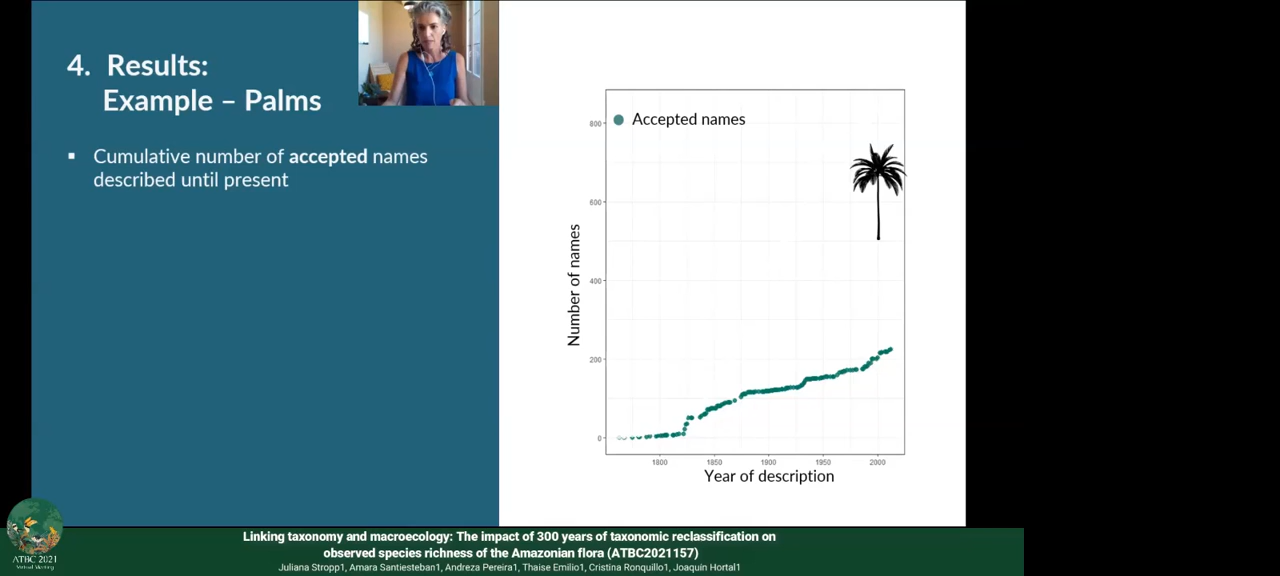 4. Results:
Example – Palms
▪ Cumulative number of accepted names
described until present
Accepted names
800
600
400
200
0
Number of names
1800 1850 1900 1950 2000
Year of description
ATBC 2021
Virtual Meeting
Linking taxonomy and macroecology: The impact of 300 years of taxonomic reclassification on
observed species richness of the Amazonian flora (ATBC2021157)
Juliana Stropp1, Amara Santiesteban1, Andreza Pereira1, Thaise Emilio1, Cristina Ronquillo1, Joaquín Hortal1